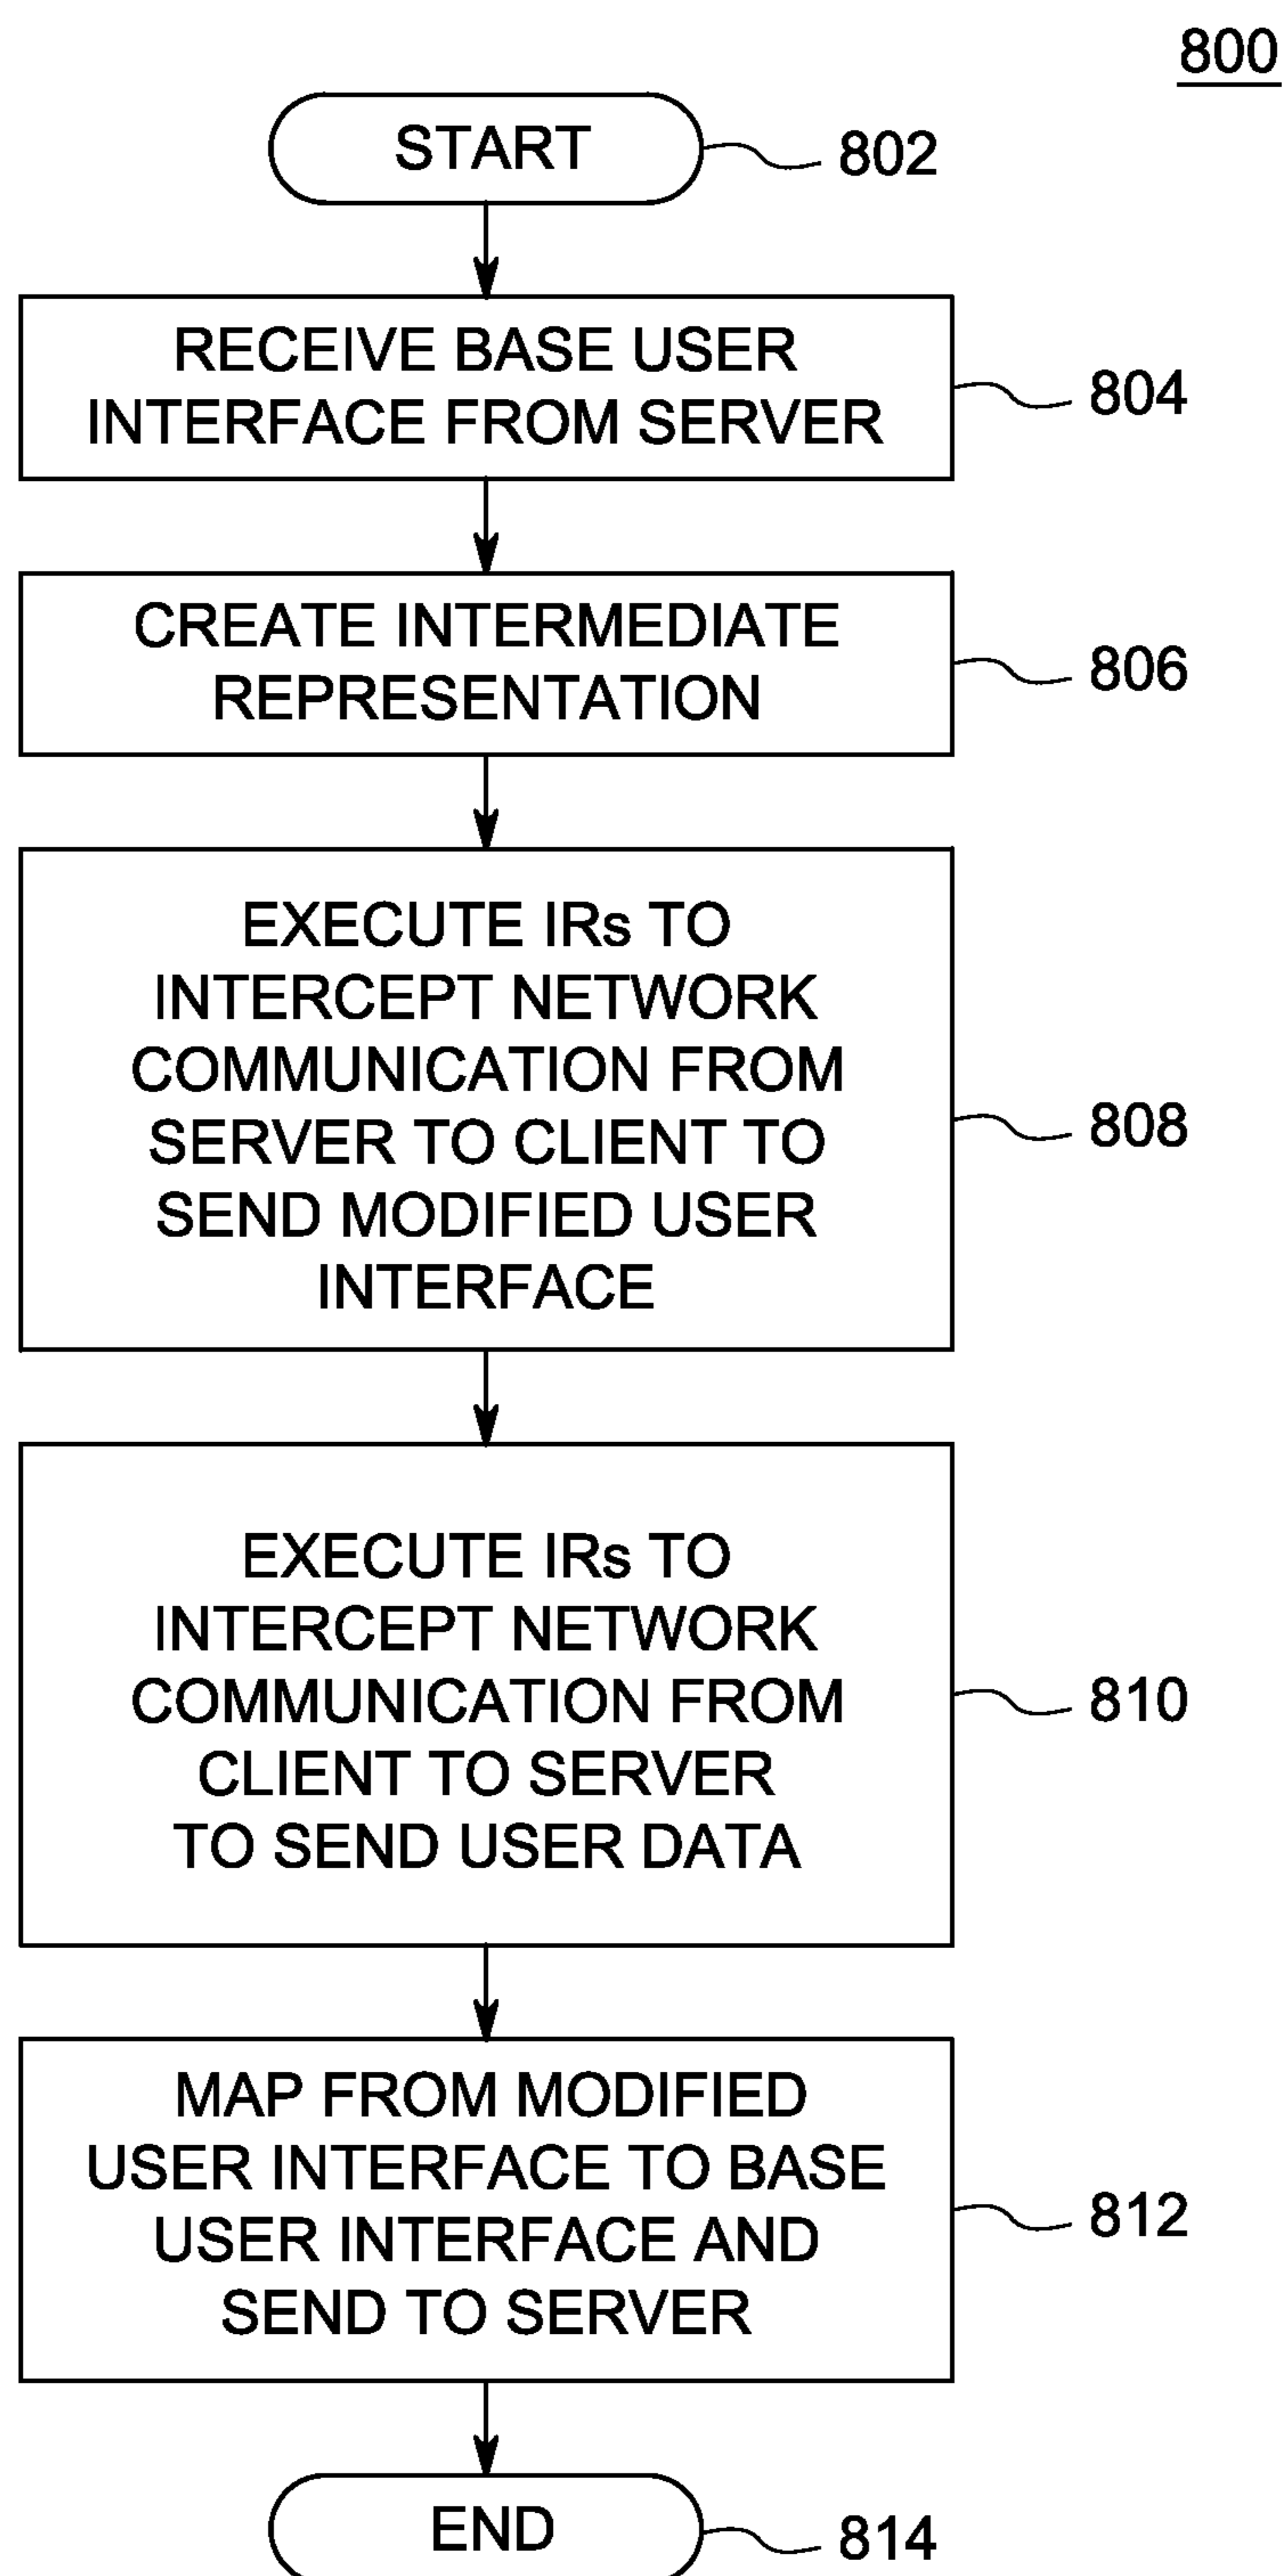 800
START
802
RECEIVE BASE USER
INTERFACE FROM SERVER
804
CREATE INTERMEDIATE
REPRESENTATION
806
EXECUTE IRs TO
INTERCEPT NETWORK
COMMUNICATION FROM
SERVER TO CLIENT TO
SEND MODIFIED USER
INTERFACE
808
EXECUTE IRs TO
INTERCEPT NETWORK
COMMUNICATION FROM
CLIENT TO SERVER
TO SEND USER DATA
810
MAP FROM MODIFIED
USER INTERFACE TO BASE
USER INTERFACE AND
SEND TO SERVER
812
END
814